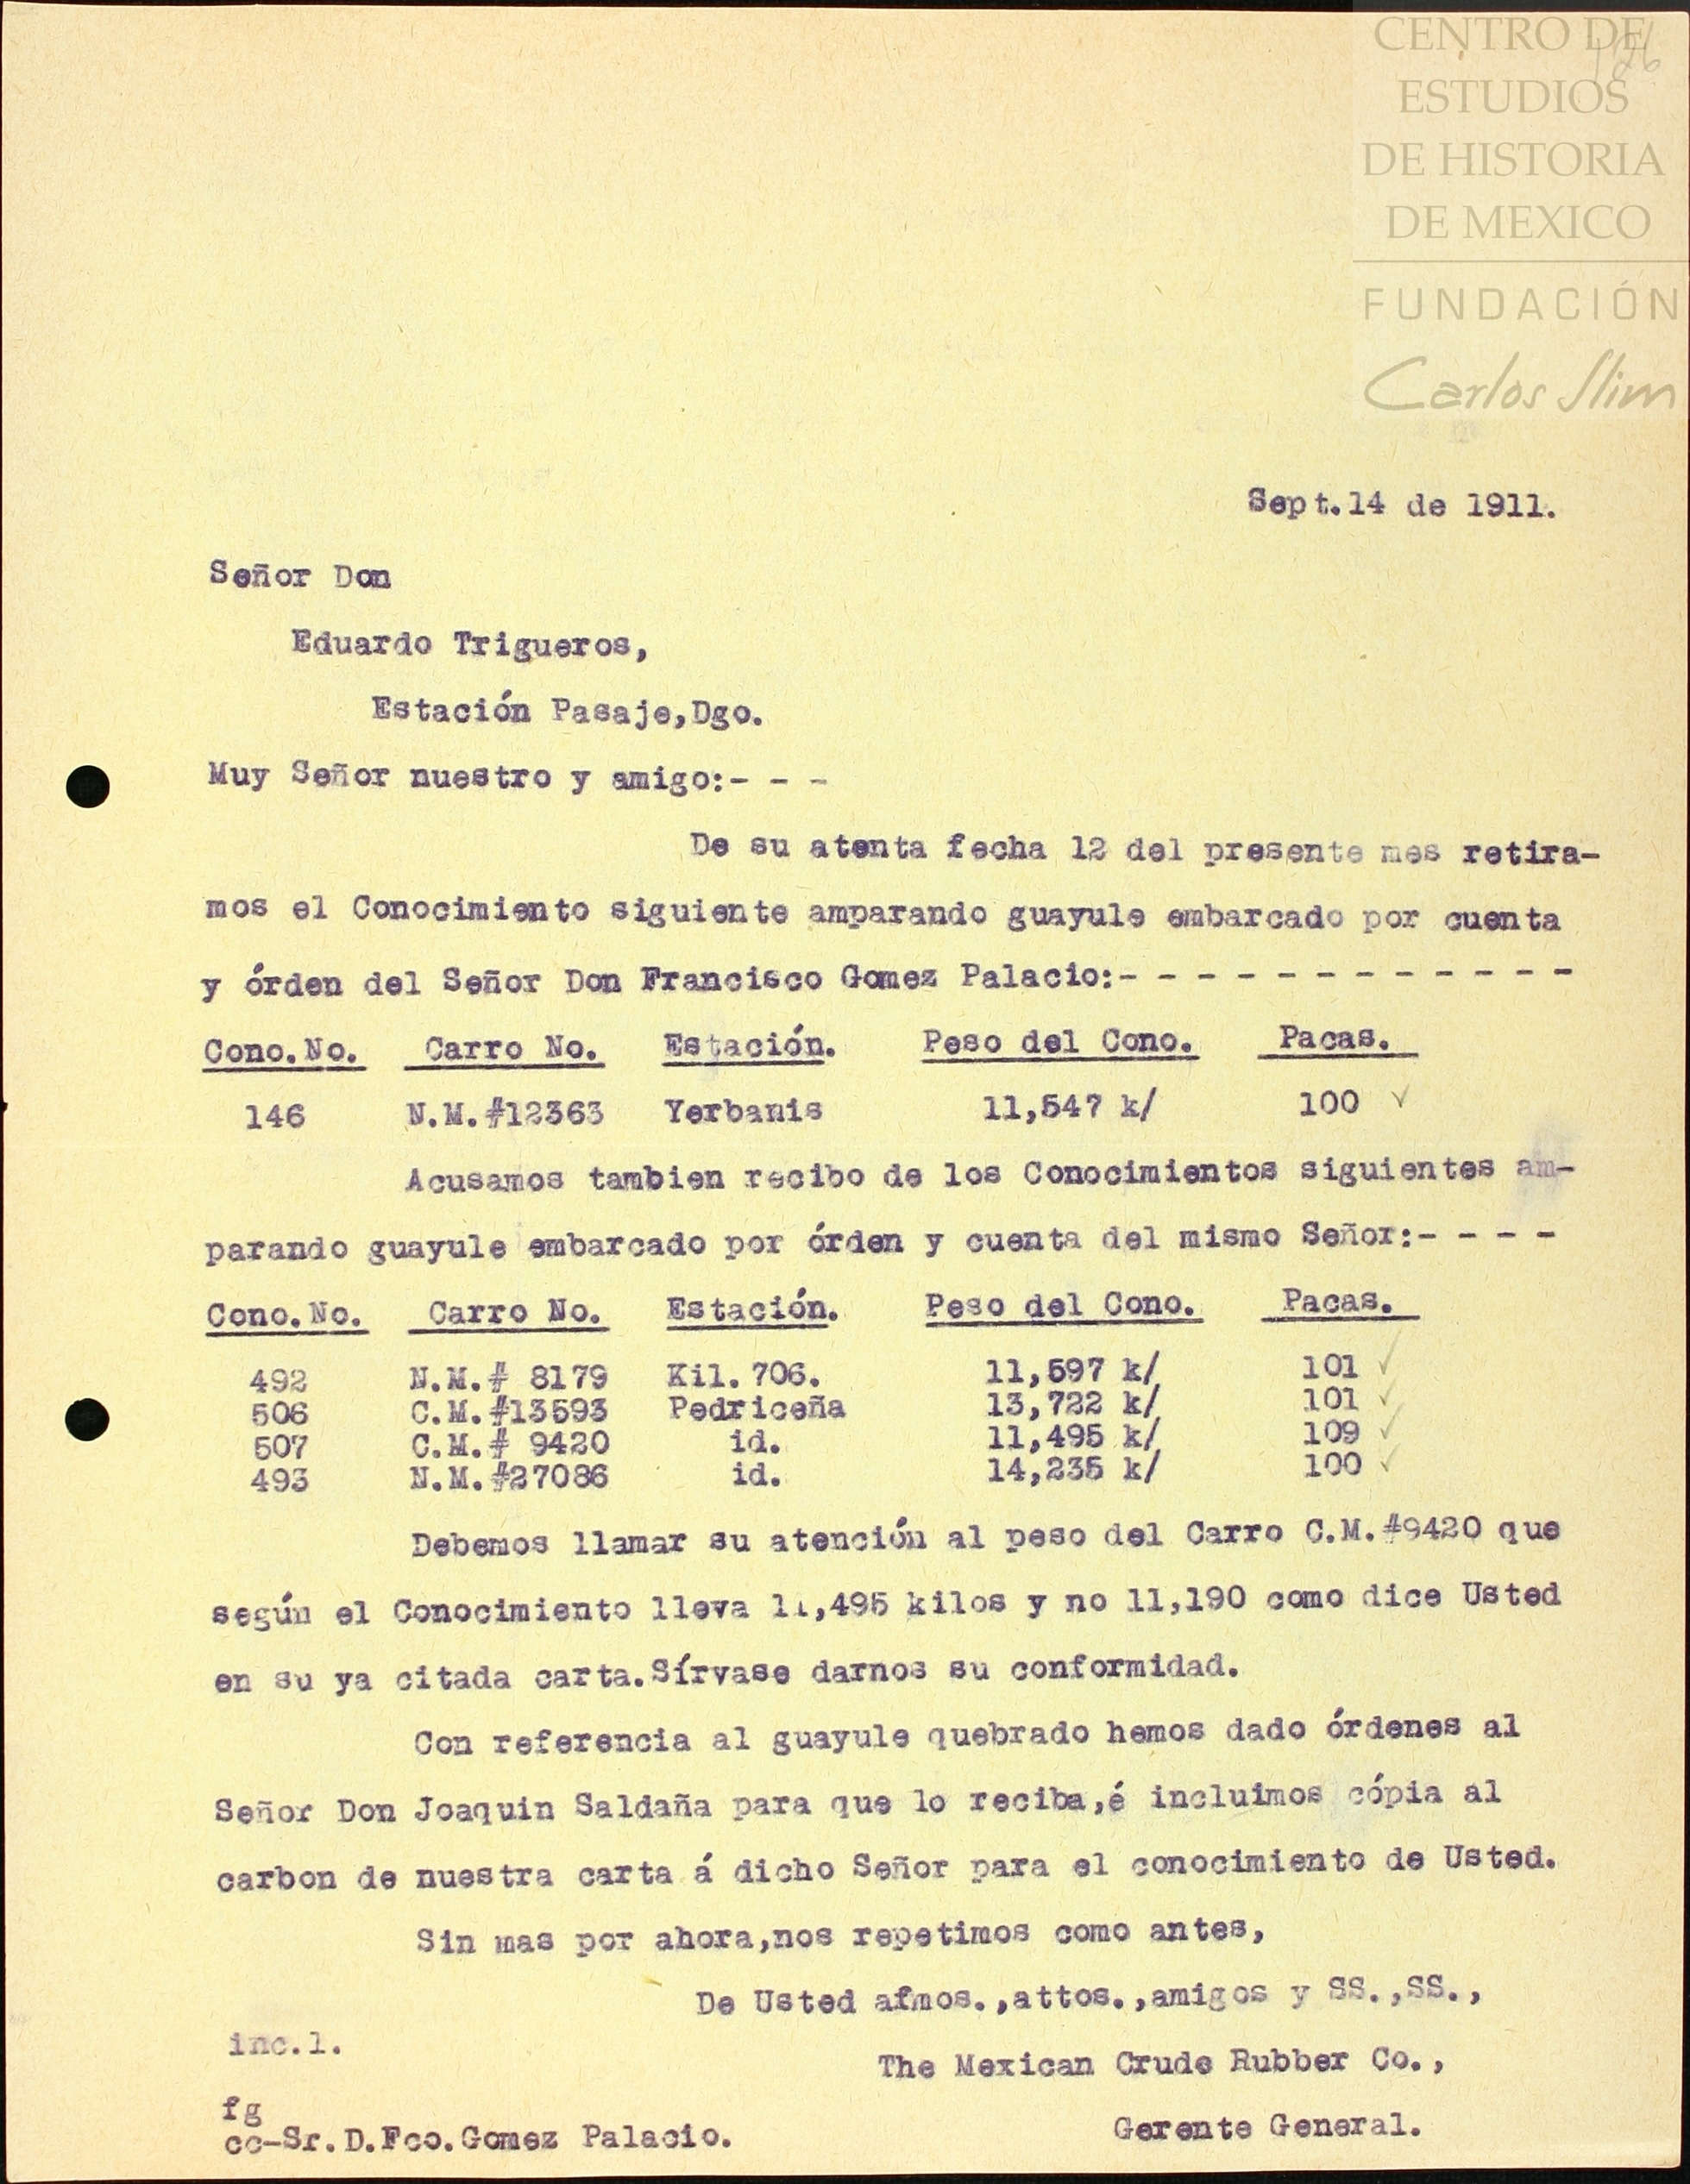 CENTRO DE
ESTUDIOS
DE HISTORIA
DE MEXICO
FUNDACIÓN
Carlos Slim
126
Sept.14 de 1911.
Señor Don
Eduardo Trigueros,
Estación Pasaje,Dgo.
Muy Señor nuestro y amigo:- - -
De su atenta fecha 12 del presente mes retira-
mos el Conocimiento siguiente amparando guayule embarcado por cuenta
y órden del Señor Don Francisco Gomez Palacio:- - - - - - - - - - - -
Cono.No. Carro No. Estación. Peso del Cono. Pacas.
146 N.M.#12363 Yerbanis 11,547 k/ 100 ✓
Acusamos tambien recibo de los Conocimientos siguientes am-
parando guayule embarcado por órden y cuenta del mismo Señor:- - - -
Cono.No. Carro No. Estación. Peso del Cono. Pacas.
492 N.M.# 8179 Kil.706. 11,597 k/ 101 ✓
506 C.M.#13593 Pedriceña 13,722 k/ 101 ✓
507 C.M.# 9420 id. 11,495 k/ 109 ✓
493 N.M.#27086 id. 14,235 k/ 100 ✓
Debemos llamar su atención al peso del Carro C.M.#9420 que
según el Conocimiento lleva 11,495 kilos y no 11,190 como dice Usted
en su ya citada carta.Sírvase darnos su conformidad.
Con referencia al guayule quebrado hemos dado órdenes al
Señor Don Joaquin Saldaña para que lo reciba,é incluimos cópia al
carbon de nuestra carta á dicho Señor para el conocimiento de Usted.
Sin mas por ahora,nos repetimos como antes,
De Usted afmos.,attos.,amigos y SS.,SS.,
inc.1.
The Mexican Crude Rubber Co.,
fg
cc-Sr.D.Fco.Gomez Palacio.
Gerente General.